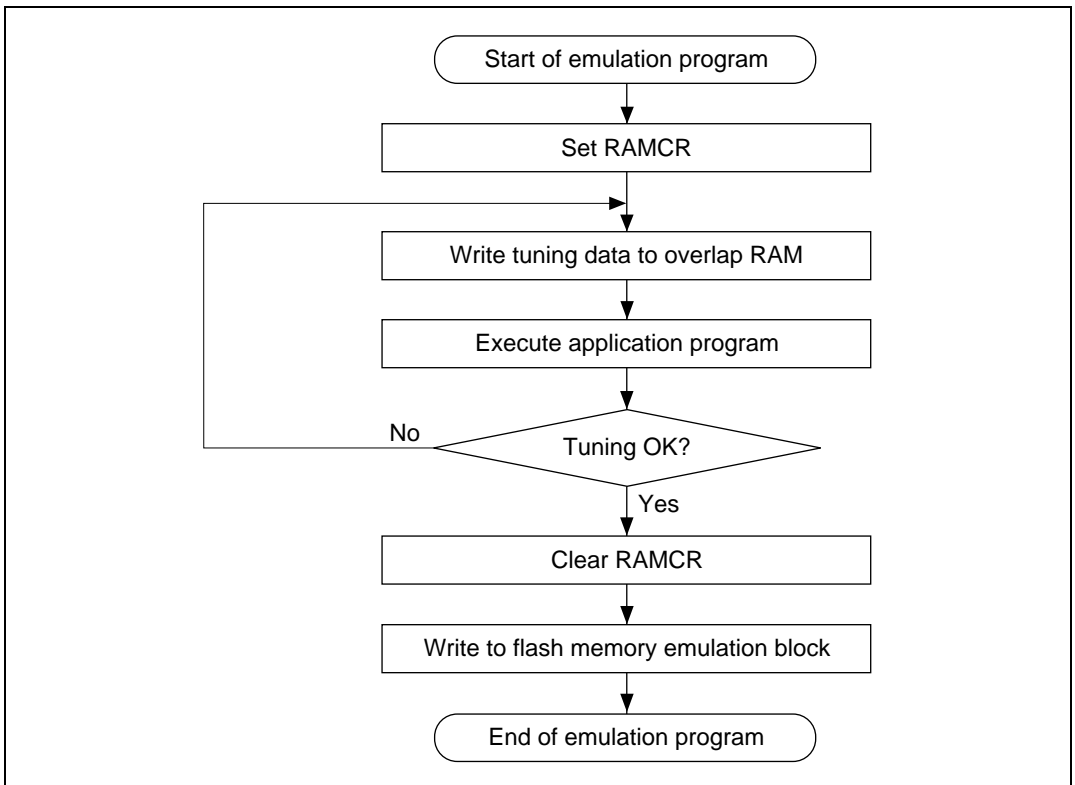 Start of emulation program
Set RAMCR
Write tuning data to overlap RAM
Execute application program
No
Tuning OK?
Yes
Clear RAMCR
Write to flash memory emulation block
End of emulation program